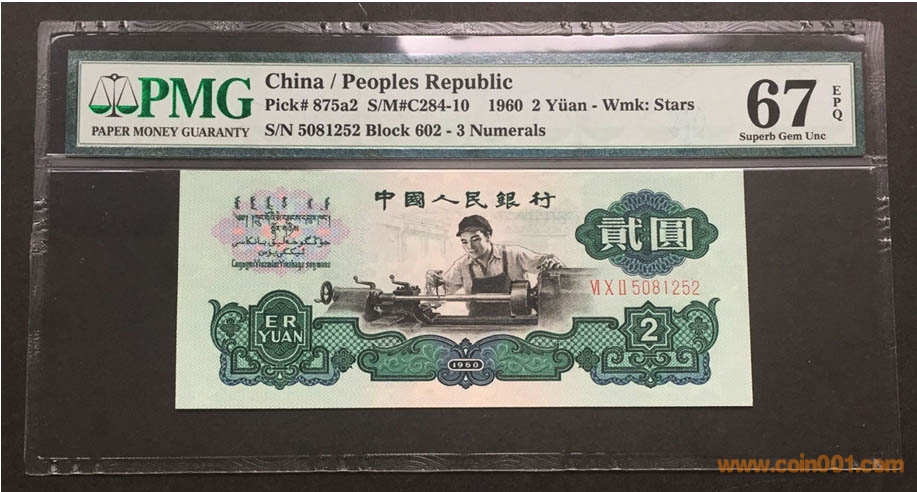 PMG
PAPER MONEY GUARANTY
China / Peoples Republic
Pick# 875a2 S/M#C284-10 1960 2 Yüan - Wmk: Stars
S/N 5081252 Block 602 - 3 Numerals
67
EPQ
Superb Gem Unc
中國人民銀行
貳圓
ⅥⅩⅡ 5081252
ER
YUAN
2
1960
www.coin001.com